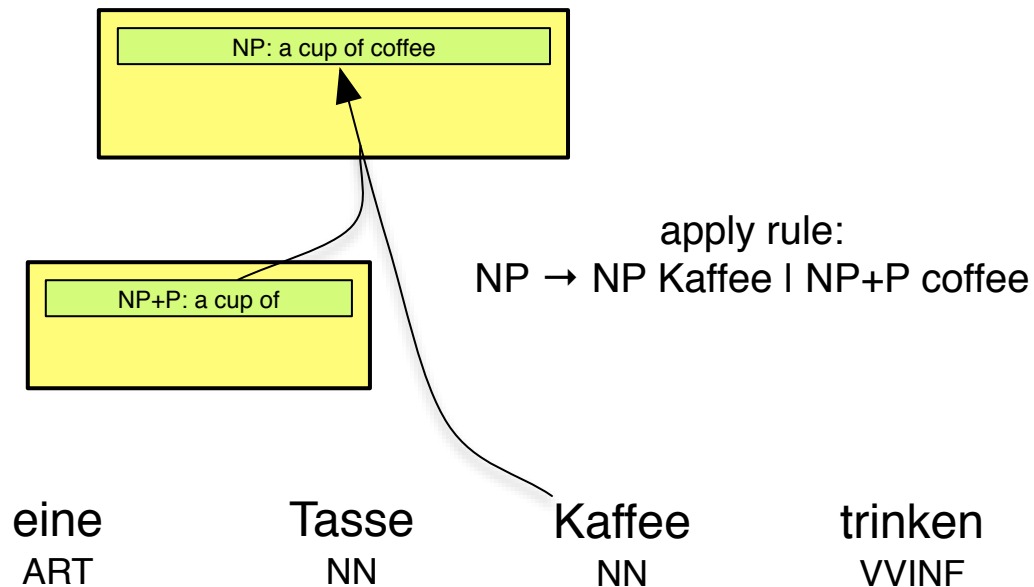 NP: a cup of coffee
apply rule:
NP → NP Kaffee | NP+P coffee
NP+P: a cup of
eine Tasse Kaffee trinken
ART NN NN VVINF